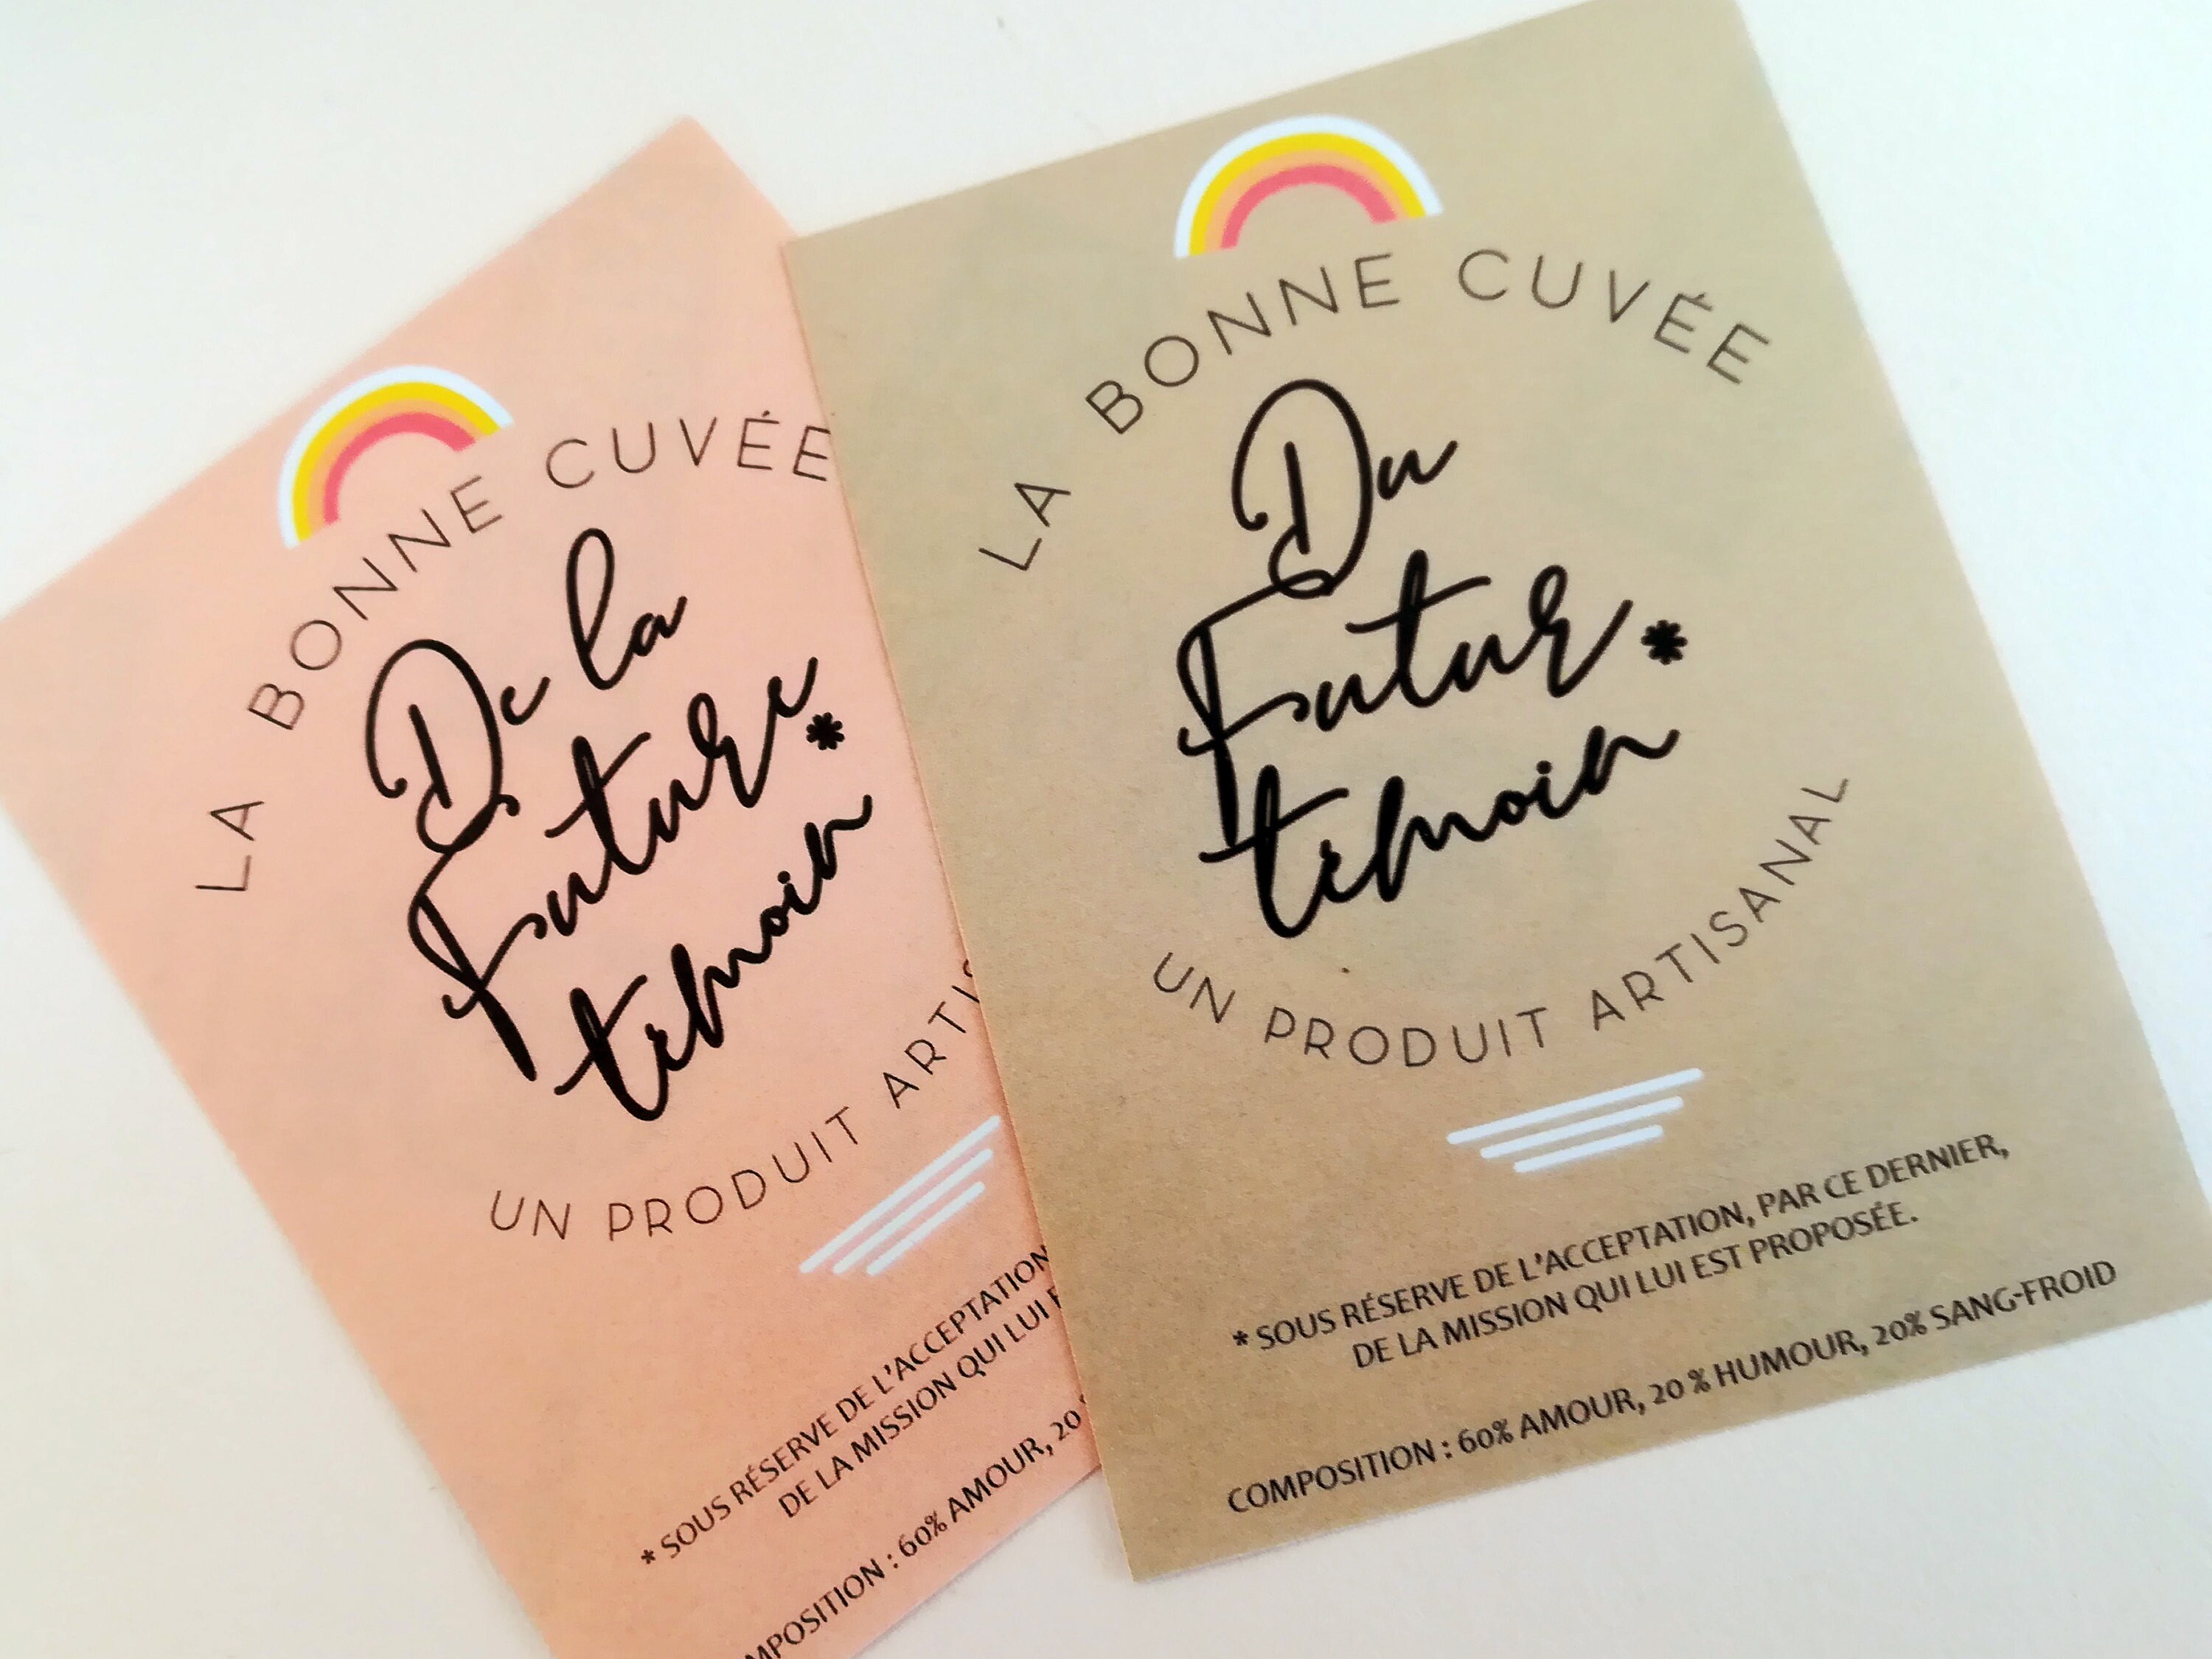 LA BONNE CUVÉE
De la
Future *
témoin
UN PRODUIT
* SOUS RÉSERVE DE L'ACCEPTATION
DE LA MISSION QUI LUI
: 60% AMOUR, 20
LA BONNE CUVÉE
Du
Futur *
témoin
UN PRODUIT ARTISANAL
* SOUS RÉSERVE DE L'ACCEPTATION, PAR CE DERNIER,
DE LA MISSION QUI LUI EST PROPOSÉE.
COMPOSITION : 60% AMOUR, 20 % HUMOUR, 20% SANG-FROID